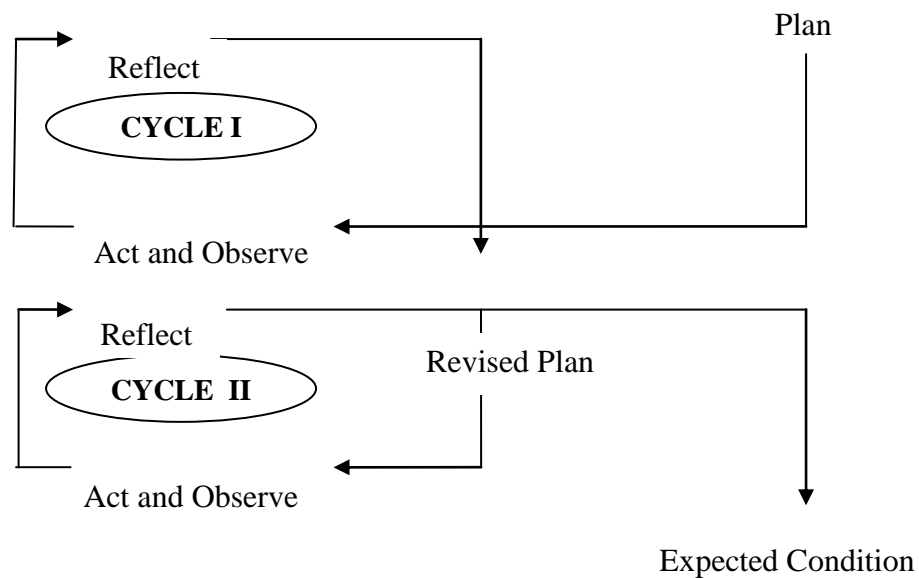 Plan
Reflect
CYCLE I
Act and Observe
Reflect
Revised Plan
CYCLE II
Act and Observe
Expected Condition